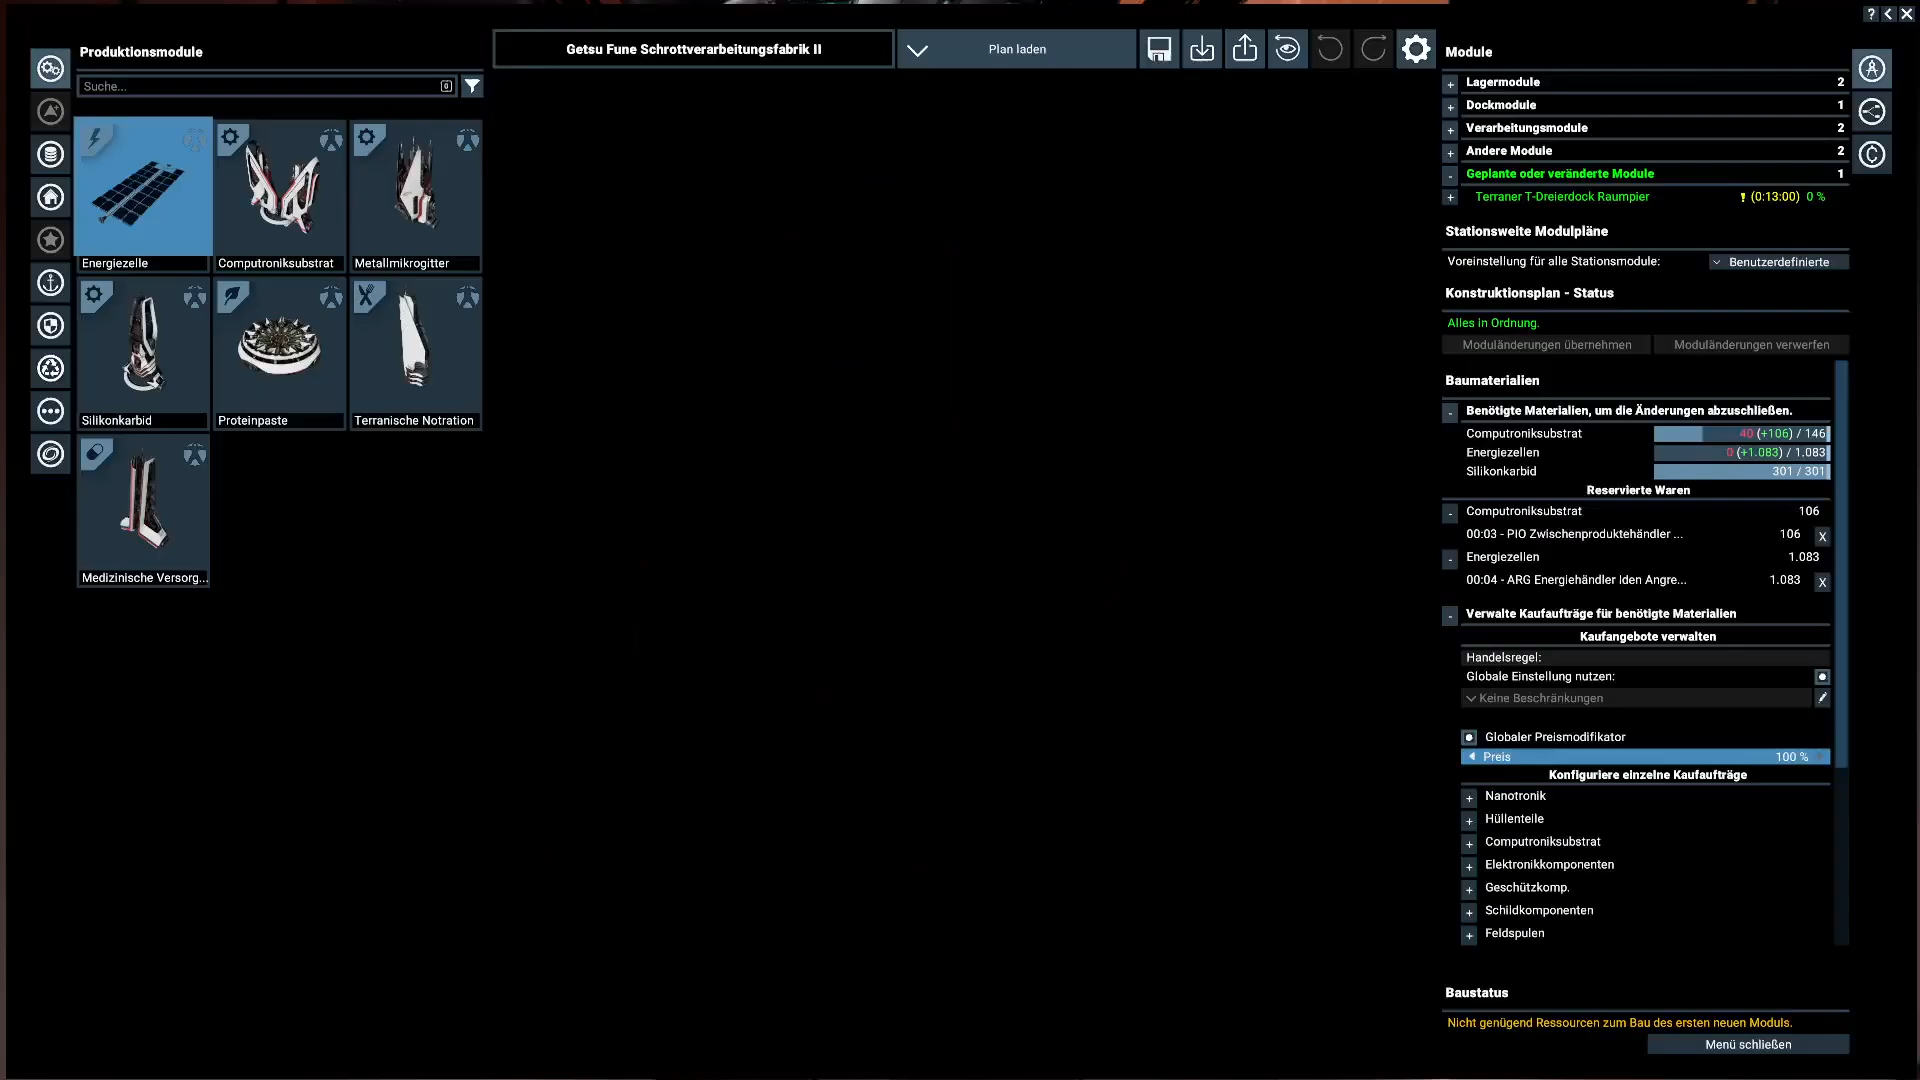 Produktionsmodule
Suche...
0
Energiezelle
Computroniksubstrat
Metallmikrogitter
Silikonkarbid
Proteinpaste
Terranische Notration
Medizinische Versorg...
Getsu Fune Schrottverarbeitungsfabrik II
Plan laden
?
Module
+ Lagermodule 2
+ Dockmodule 1
+ Verarbeitungsmodule 2
+ Andere Module 2
- Geplante oder veränderte Module 1
+ Terraner T-Dreierdock Raumpier ! (0:13:00) 0 %
Stationsweite Modulpläne
Voreinstellung für alle Stationsmodule: Benutzerdefinierte
Konstruktionsplan - Status
Alles in Ordnung.
Moduländerungen übernehmen Moduländerungen verwerfen
Baumaterialien
- Benötigte Materialien, um die Änderungen abzuschließen.
Computroniksubstrat 40 (+106) / 146
Energiezellen 0 (+1.083) / 1.083
Silikonkarbid 301 / 301
Reservierte Waren
- Computroniksubstrat 106
00:03 - PIO Zwischenproduktehändler ... 106 X
- Energiezellen 1.083
00:04 - ARG Energiehändler Iden Angre... 1.083 X
- Verwalte Kaufaufträge für benötigte Materialien
Kaufangebote verwalten
Handelsregel:
Globale Einstellung nutzen:
Keine Beschränkungen
Globaler Preismodifikator
Preis 100 %
Konfiguriere einzelne Kaufaufträge
+ Nanotronik
+ Hüllenteile
+ Computroniksubstrat
+ Elektronikkomponenten
+ Geschützkomp.
+ Schildkomponenten
+ Feldspulen
Baustatus
Nicht genügend Ressourcen zum Bau des ersten neuen Moduls.
Menü schließen